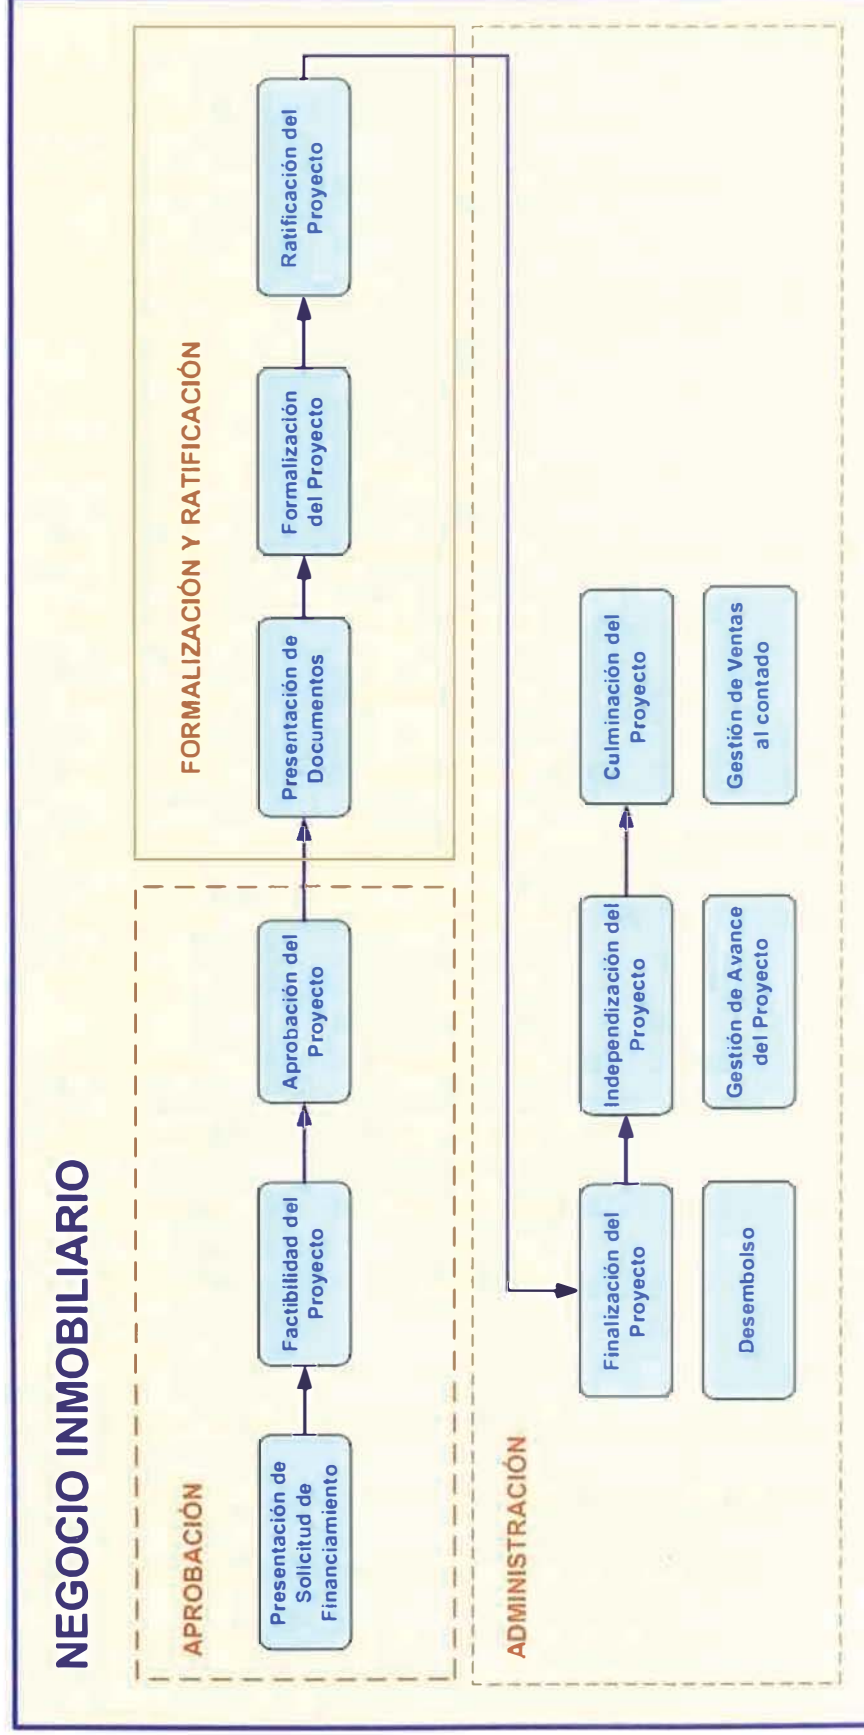 NEGOCIO INMOBILIARIO
APROBACIÓN
Presentación de
Solicitud de
Financiamiento
Factibilidad del
Proyecto
Aprobación del
Proyecto
FORMALIZACIÓN Y RATIFICACIÓN
Presentación de
Documentos
Formalización
del Proyecto
Ratificación del
Proyecto
ADMINISTRACIÓN
Finalización del
Proyecto
Independización del
Proyecto
Culminación del
Proyecto
Desembolso
Gestión de Avance
del Proyecto
Gestión de Ventas
al contado